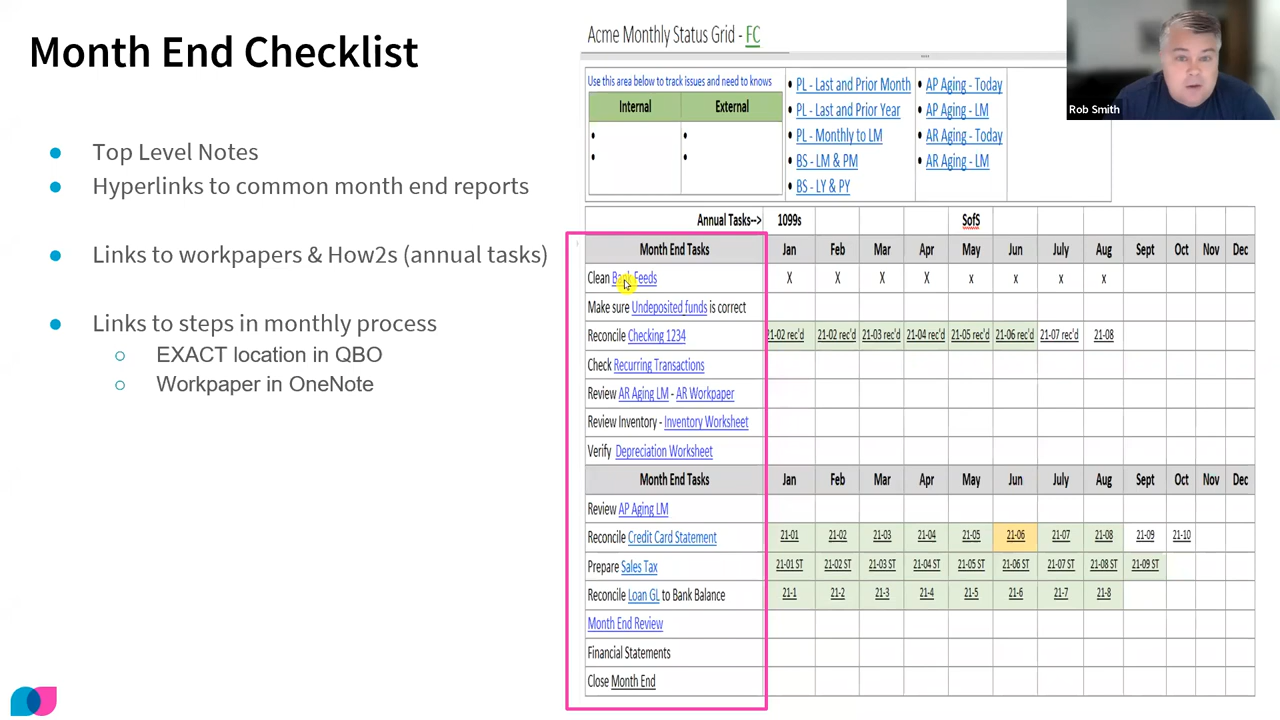 Month End Checklist
Top Level Notes
Hyperlinks to common month end reports
Links to workpapers & How2s (annual tasks)
Links to steps in monthly process
EXACT location in QBO
Workpaper in OneNote
Acme Monthly Status Grid - FC
Rob Smith
Use this area below to track issues and need to knows
Internal External
PL - Last and Prior Month
PL - Last and Prior Year
PL - Monthly to LM
BS - LM & PM
BS - LY & PY
AP Aging - Today
AP Aging - LM
AR Aging - Today
AR Aging - LM
Annual Tasks--> 1099s SofS
Month End Tasks Jan Feb Mar Apr May Jun July Aug Sept Oct Nov Dec
Clean Bank Feeds X X X X x x x x
Make sure Undeposited funds is correct
Reconcile Checking 1234 21-02 rec'd 21-02 rec'd 21-03 rec'd 21-04 rec'd 21-05 rec'd 21-06 rec'd 21-07 rec'd 21-08
Check Recurring Transactions
Review AR Aging LM - AR Workpaper
Review Inventory - Inventory Worksheet
Verify Depreciation Worksheet
Month End Tasks Jan Feb Mar Apr May Jun July Aug Sept Oct Nov Dec
Review AP Aging LM
Reconcile Credit Card Statement 21-01 21-02 21-03 21-04 21-05 21-06 21-07 21-08 21-09 21-10
Prepare Sales Tax 21-01 ST 21-02 ST 21-03 ST 21-04 ST 21-05 ST 21-06 ST 21-07 ST 21-08 ST 21-09 ST
Reconcile Loan GL to Bank Balance 21-1 21-2 21-3 21-4 21-5 21-6 21-7 21-8
Month End Review
Financial Statements
Close Month End